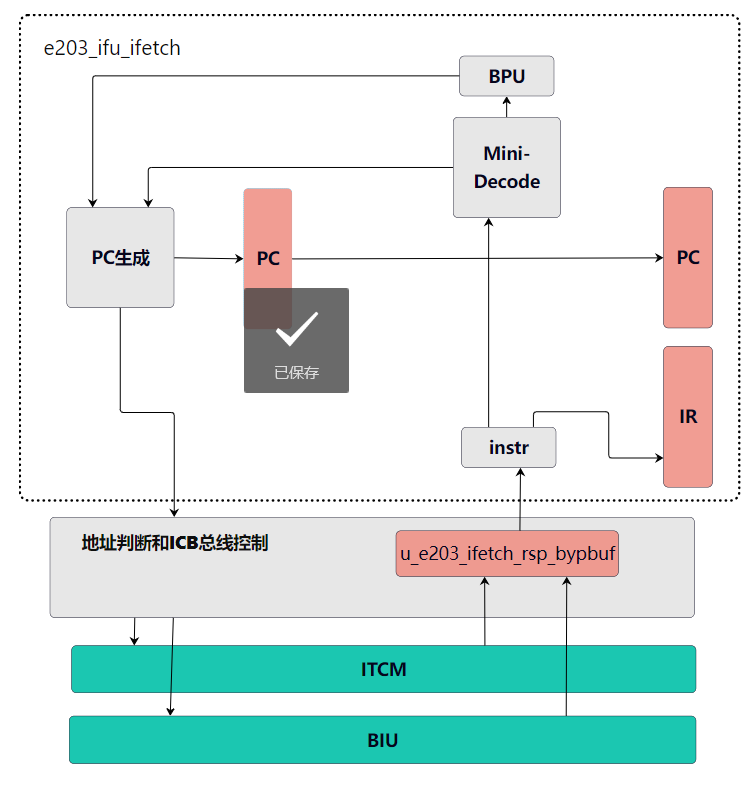 e203_ifu_ifetch
BPU
Mini-
Decode
PC生成
PC
PC
已保存
IR
instr
地址判断和ICB总线控制
u_e203_ifetch_rsp_bypbuf
ITCM
BIU